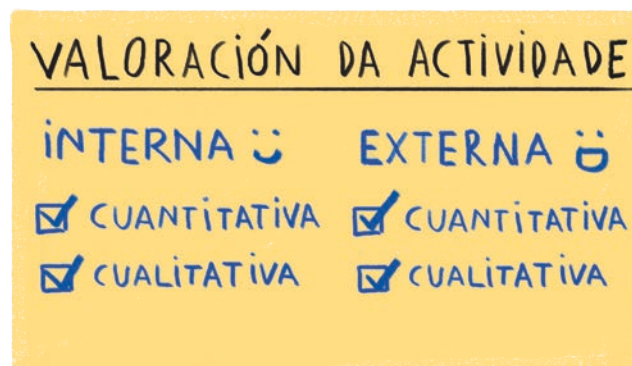 VALORACIÓN DA ACTIVIDADE
INTERNA EXTERNA
CUANTITATIVA CUANTITATIVA
CUALITATIVA CUALITATIVA